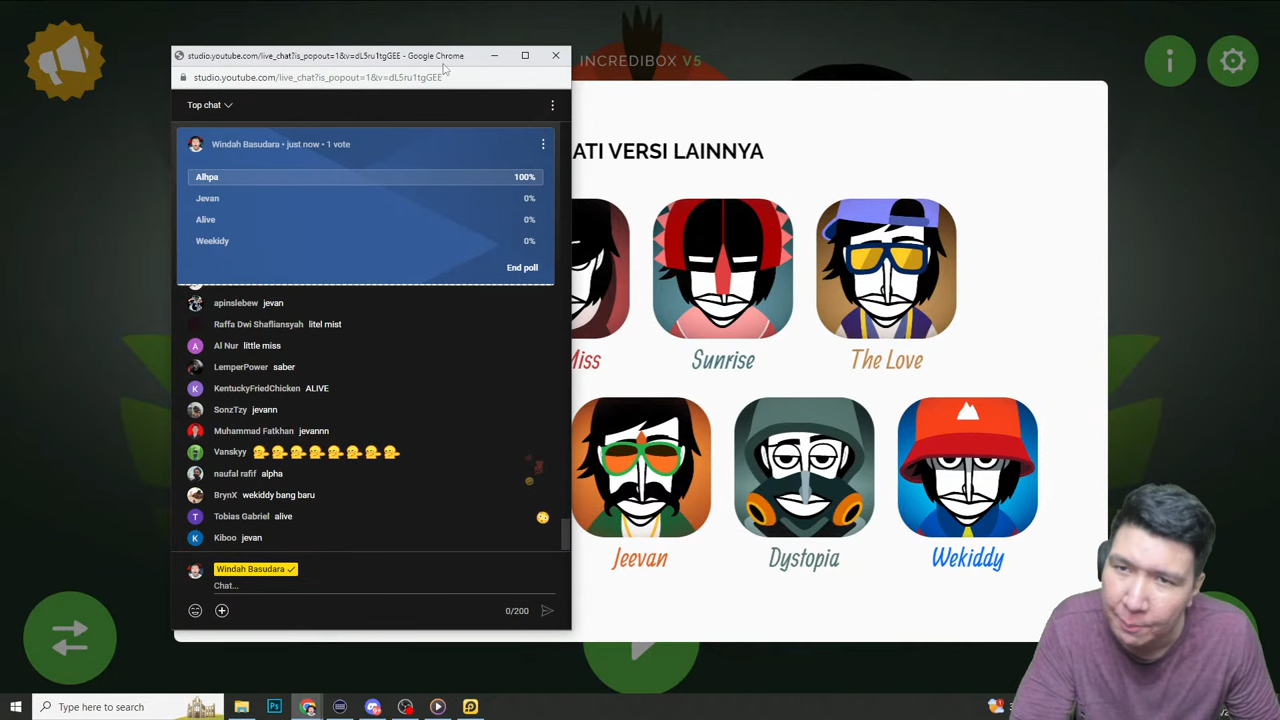 studio.youtube.com/live_chat?is_popout=1&v=dL5ru1tgGEE - Google Chrome
studio.youtube.com/live_chat?is_popout=1&v=dL5ru1tgGEE
INCREDIBOX V5
Top chat
Windah Basudara • just now • 1 vote
Alhpa 100%
Jevan 0%
Alive 0%
Weekidy 0%
End poll
apinslebew jevan
Raffa Dwi Shafliansyah litel mist
A Al Nur little miss
LemperPower saber
K KentuckyFriedChicken ALIVE
SonzTzy jevann
Muhammad Fatkhan jevannn
Vanskyy
naufal rafif alpha
BrynX wekiddy bang baru
T Tobias Gabriel alive
K Kiboo jevan
Windah Basudara
Chat...
0/200
ATI VERSI LAINNYA
Miss
Sunrise
The Love
Jeevan
Dystopia
Wekiddy
i
Type here to search
Ps